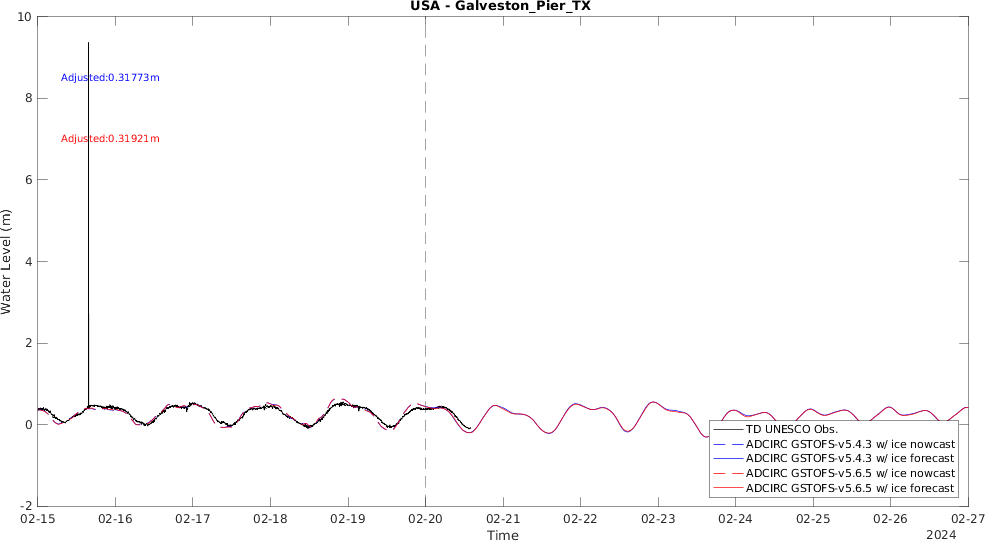 USA - Galveston_Pier_TX
10
8
6
4
2
0
-2
Water Level (m)
Adjusted:0.31773m
Adjusted:0.31921m
TD UNESCO Obs.
ADCIRC GSTOFS-v5.4.3 w/ ice nowcast
ADCIRC GSTOFS-v5.4.3 w/ ice forecast
ADCIRC GSTOFS-v5.6.5 w/ ice nowcast
ADCIRC GSTOFS-v5.6.5 w/ ice forecast
02-15 02-16 02-17 02-18 02-19 02-20 02-21 02-22 02-23 02-24 02-25 02-26 02-27
Time
2024